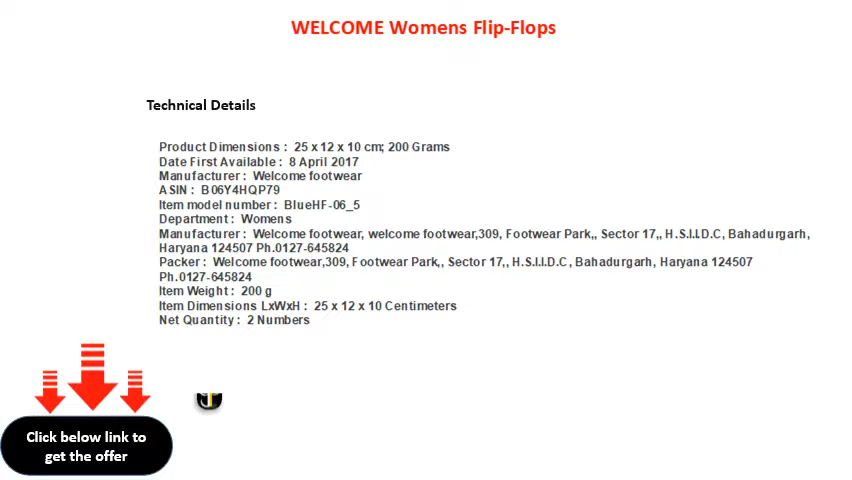 WELCOME Womens Flip-Flops
Technical Details
Product Dimensions : 25 x 12 x 10 cm; 200 Grams
Date First Available : 8 April 2017
Manufacturer : Welcome footwear
ASIN : B06Y4HQP79
Item model number : BlueHF-06_5
Department : Womens
Manufacturer : Welcome footwear, welcome footwear,309, Footwear Park,, Sector 17,, H.S.I.I.D.C, Bahadurgarh,
Haryana 124507 Ph.0127-645824
Packer : Welcome footwear,309, Footwear Park,, Sector 17,, H.S.I.I.D.C, Bahadurgarh, Haryana 124507
Ph.0127-645824
Item Weight : 200 g
Item Dimensions LxWxH : 25 x 12 x 10 Centimeters
Net Quantity : 2 Numbers
Click below link to
get the offer